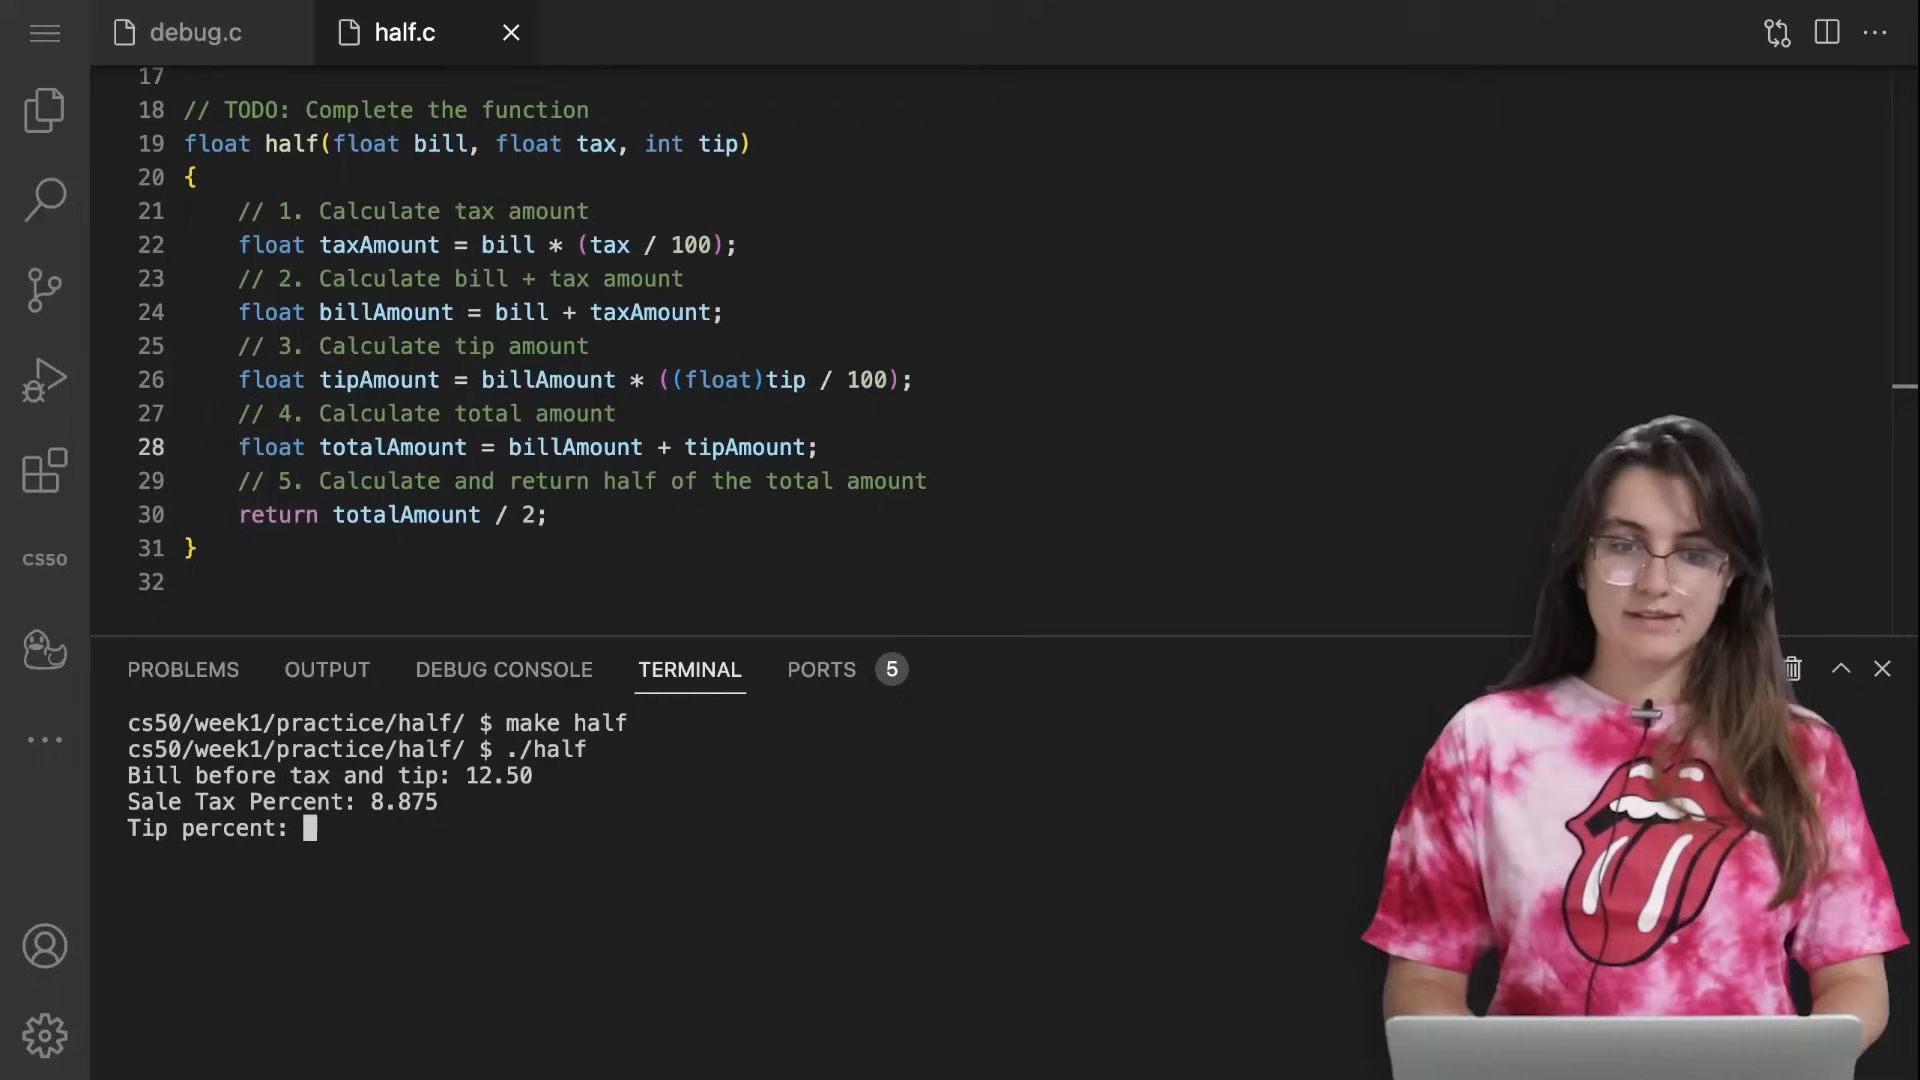 debug.c
half.c
17
18 // TODO: Complete the function
19 float half(float bill, float tax, int tip)
20 {
21 // 1. Calculate tax amount
22 float taxAmount = bill * (tax / 100);
23 // 2. Calculate bill + tax amount
24 float billAmount = bill + taxAmount;
25 // 3. Calculate tip amount
26 float tipAmount = billAmount * ((float)tip / 100);
27 // 4. Calculate total amount
28 float totalAmount = billAmount + tipAmount;
29 // 5. Calculate and return half of the total amount
30 return totalAmount / 2;
31 }
32
CS50
PROBLEMS OUTPUT DEBUG CONSOLE TERMINAL PORTS 5
cs50/week1/practice/half/ $ make half
cs50/week1/practice/half/ $ ./half
Bill before tax and tip: 12.50
Sale Tax Percent: 8.875
Tip percent: